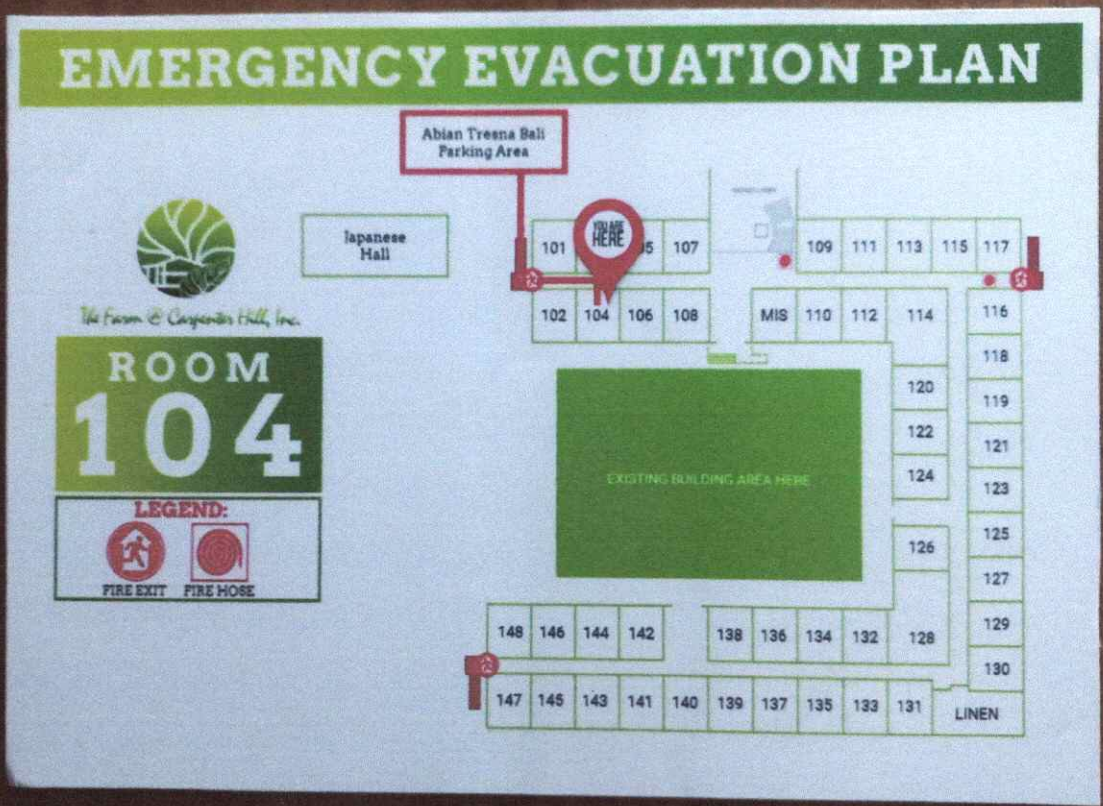 EMERGENCY EVACUATION PLAN
Abian Tresna Bali
Parking Area
Japanese
Hall
The Farm @ Carpenter Hill, Inc.
ROOM
104
LEGEND:
FIRE EXIT FIRE HOSE
YOU ARE
HERE
101 05 107 109 111 113 115 117
102 104 106 108 MIS 110 112 114 116
118
120 119
122 121
124 123
125
126
127
EXISTING BUILDING AREA HERE
129
148 146 144 142 138 136 134 132 128
130
147 145 143 141 140 139 137 135 133 131 LINEN